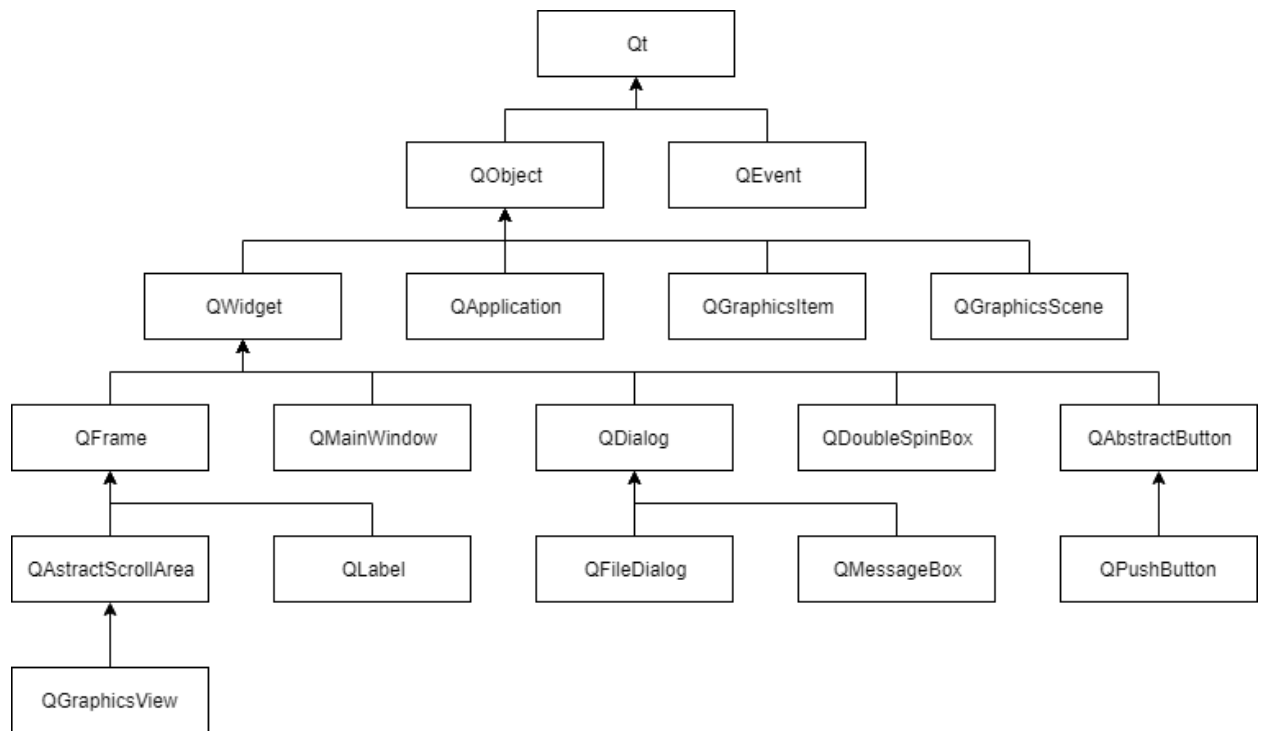 Qt
QObject
QEvent
QWidget
QApplication
QGraphicsItem
QGraphicsScene
QFrame
QMainWindow
QDialog
QDoubleSpinBox
QAbstractButton
QAstractScrollArea
QLabel
QFileDialog
QMessageBox
QPushButton
QGraphicsView